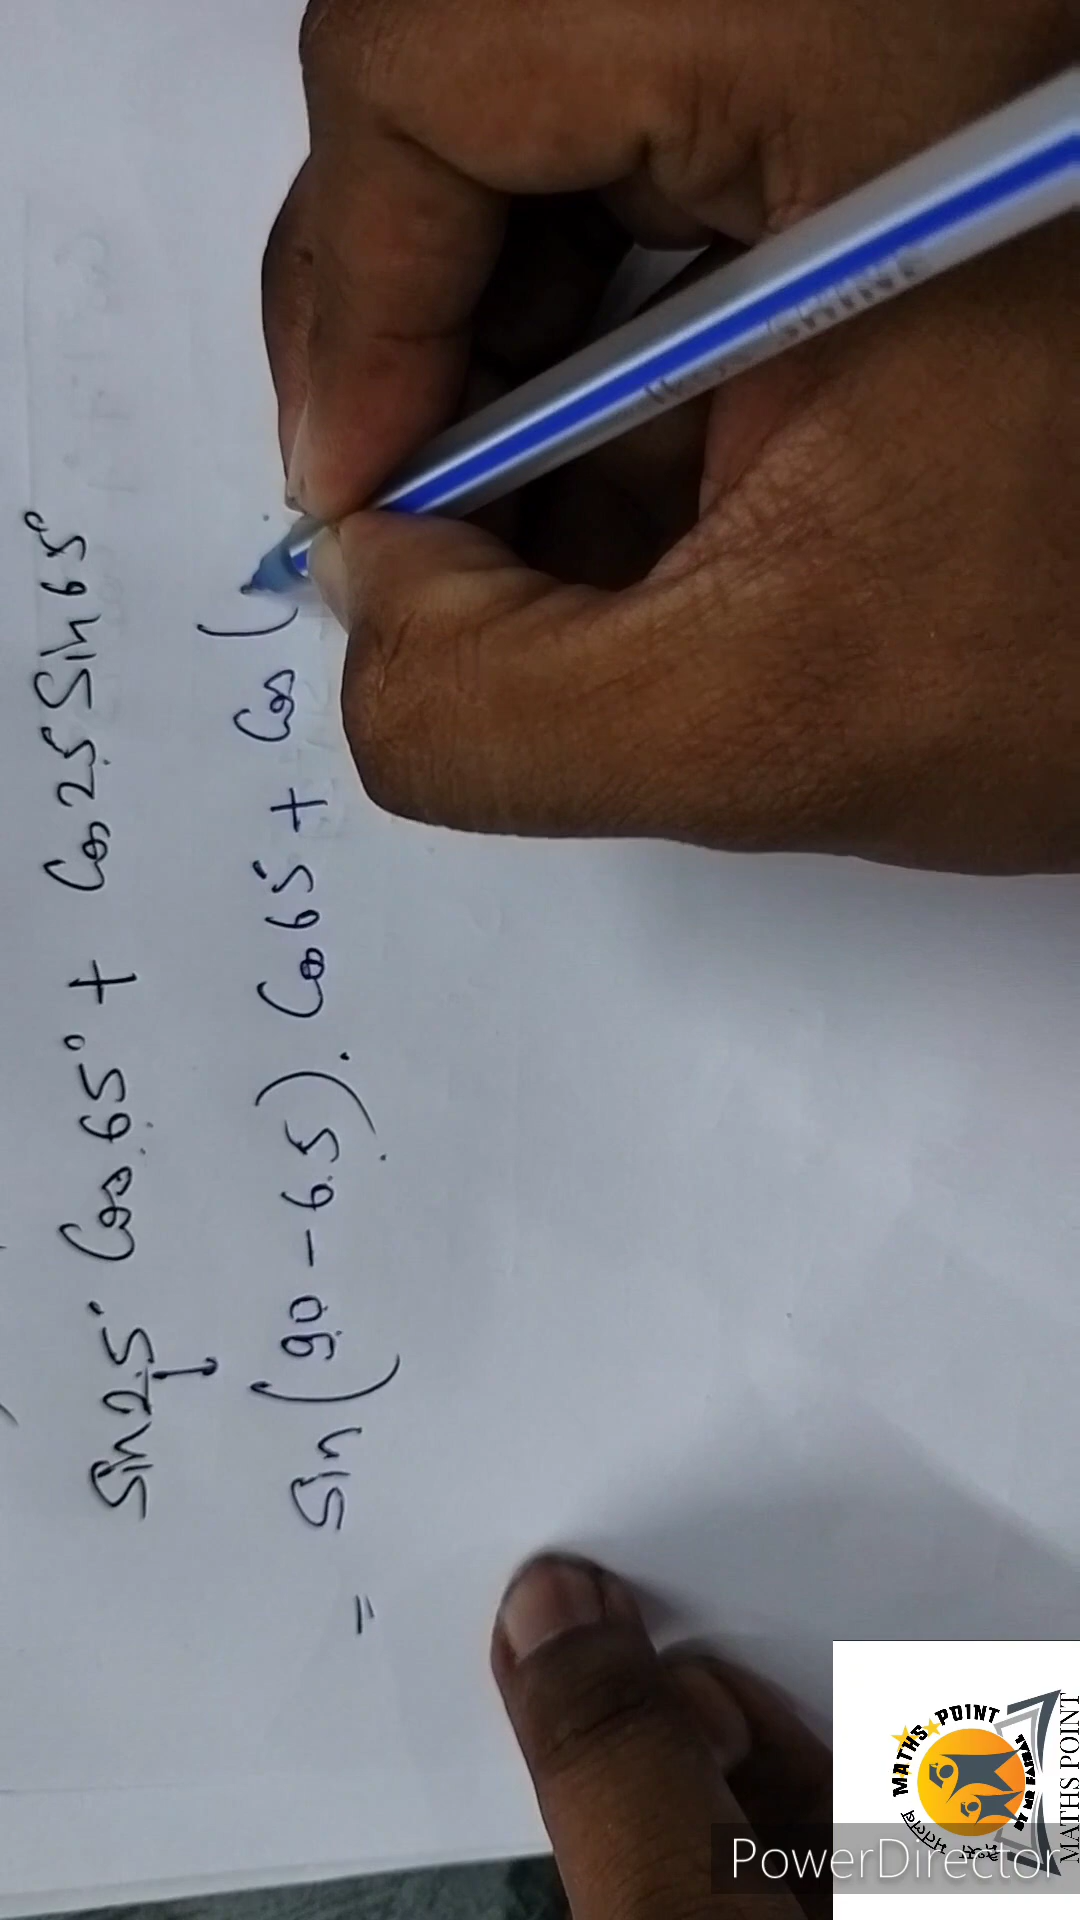 Sin25° Cos65° + Cos25 Sin65°
= Sin(90-65). Cos65° + Cos(
MATHS POINT
MATHS POINT
PowerDirector